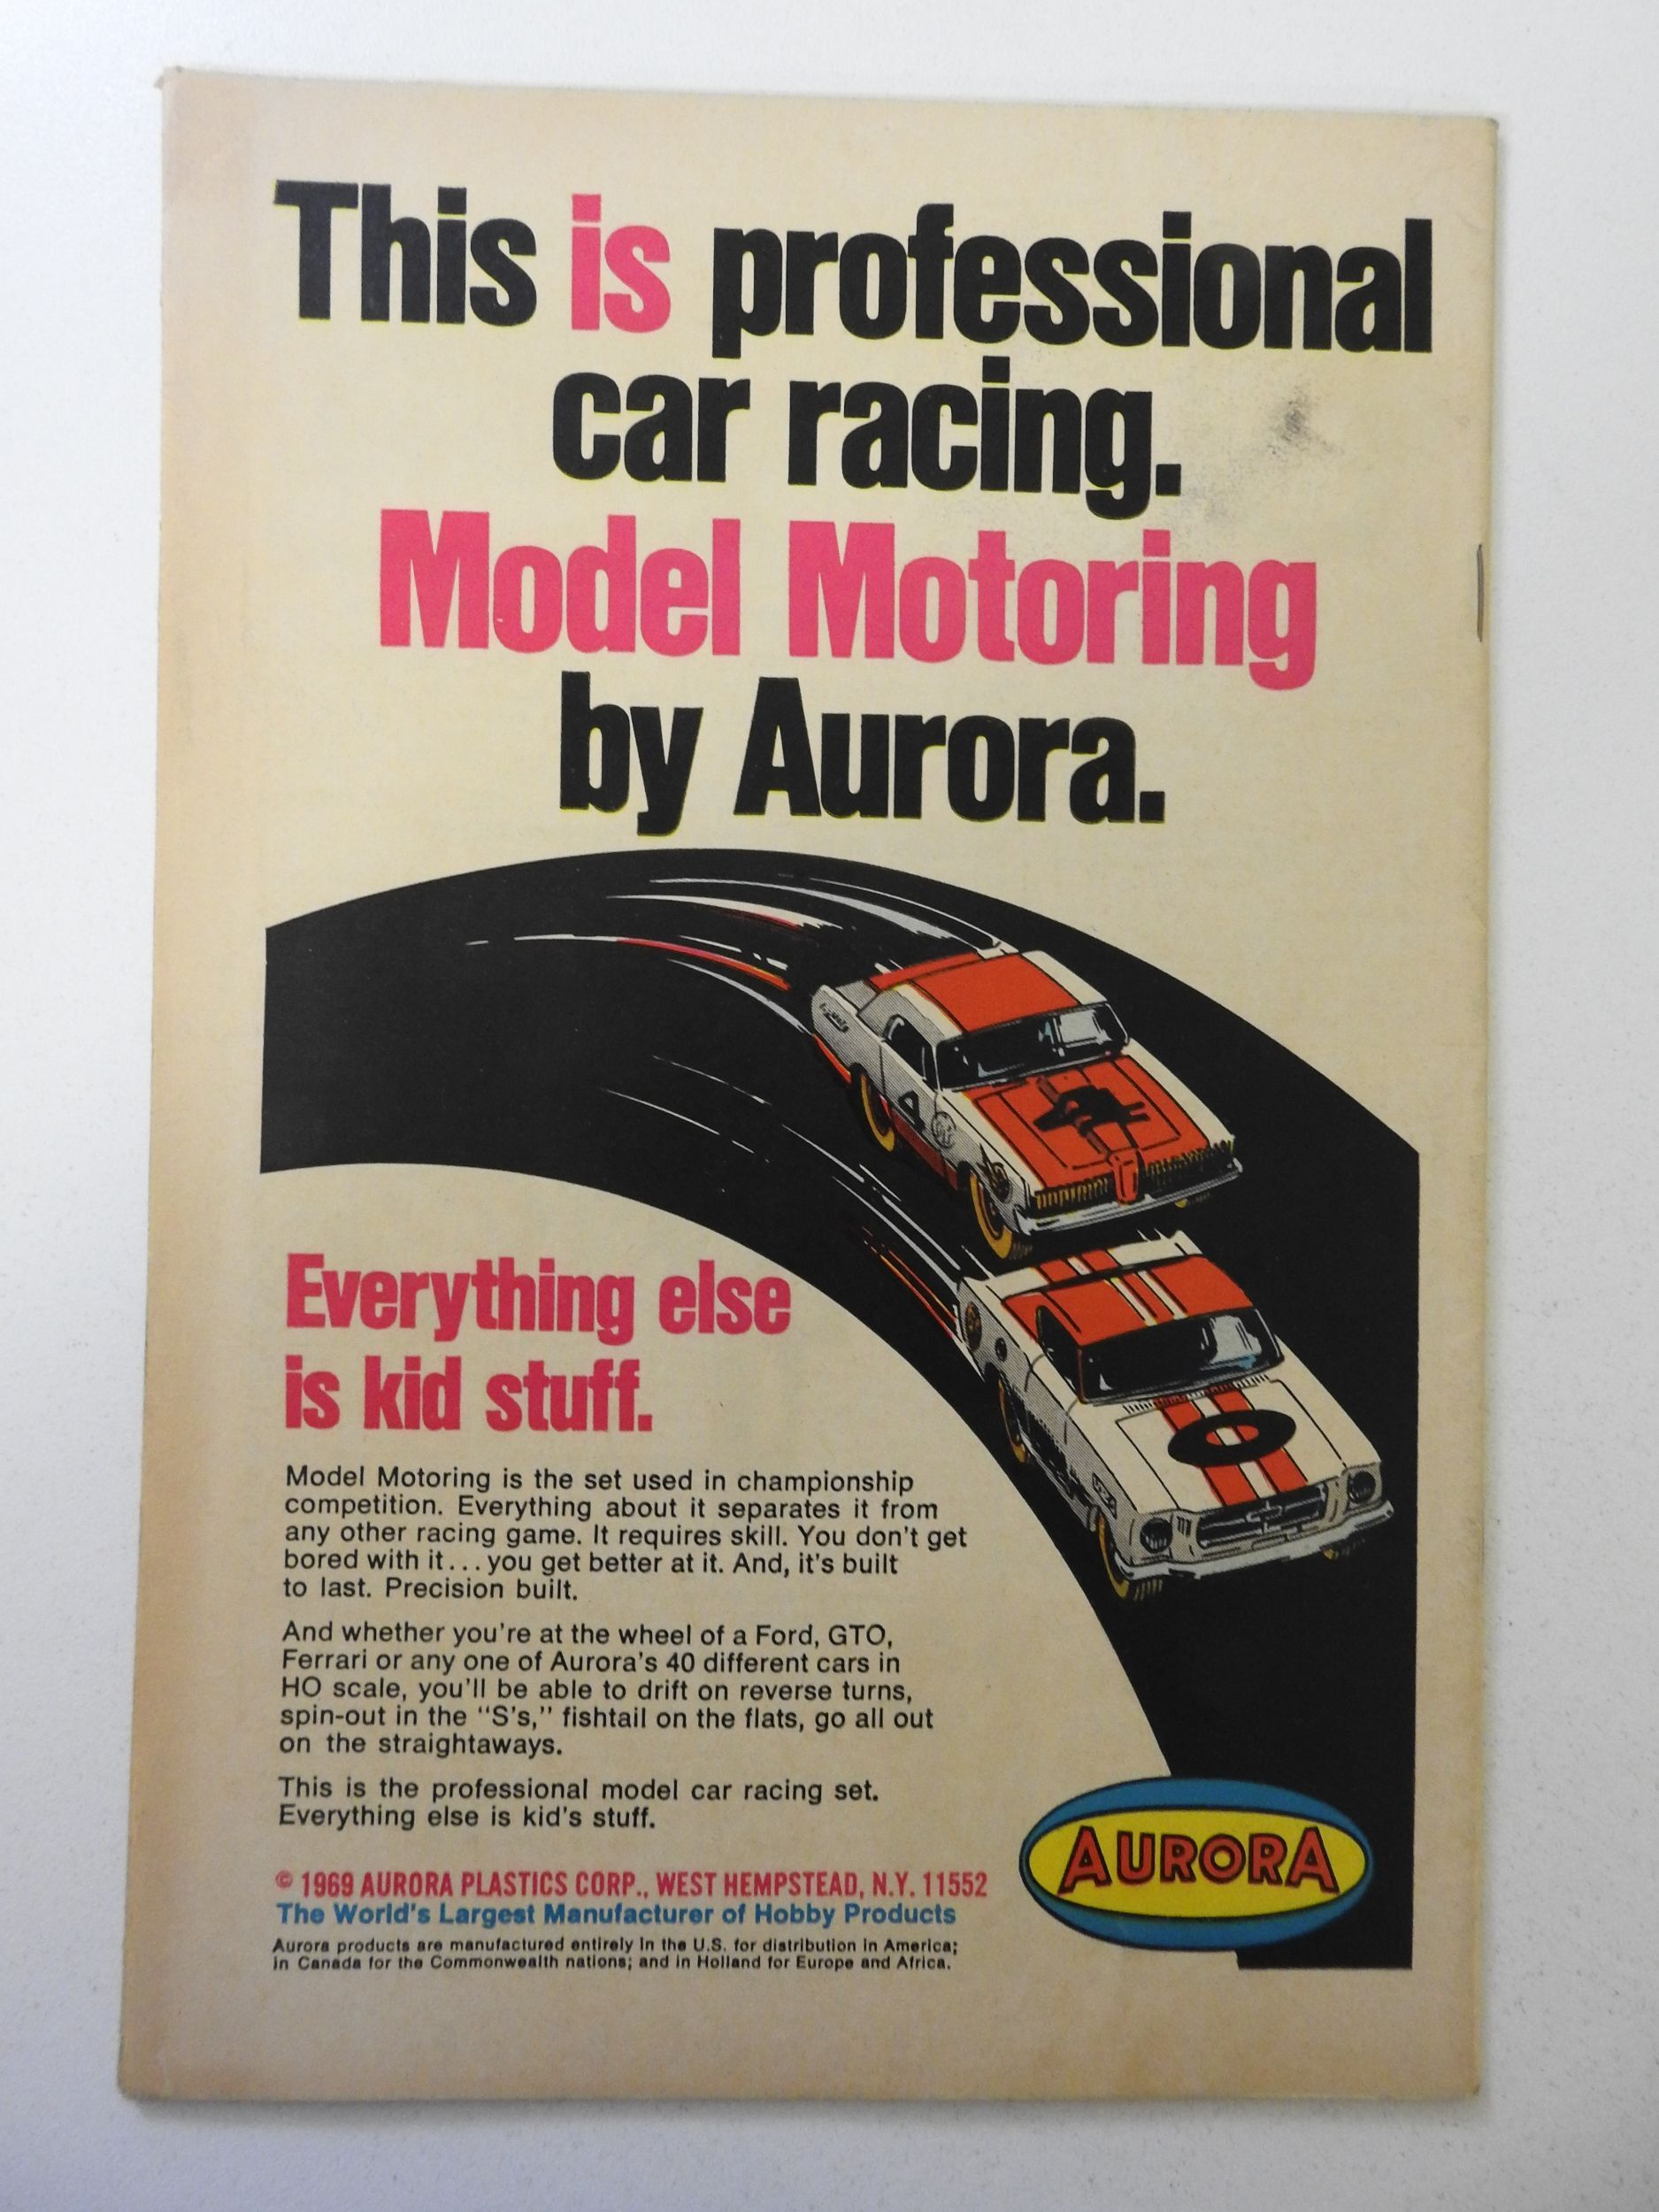 This is professional
car racing.
Model Motoring
by Aurora.
4
0
Everything else
is kid stuff.
Model Motoring is the set used in championship
competition. Everything about it separates it from
any other racing game. It requires skill. You don't get
bored with it...you get better at it. And, it's built
to last. Precision built.
And whether you're at the wheel of a Ford, GTO,
Ferrari or any one of Aurora's 40 different cars in
HO scale, you'll be able to drift on reverse turns,
spin-out in the "S's," fishtail on the flats, go all out
on the straightaways.
This is the professional model car racing set.
Everything else is kid's stuff.
AURORA
© 1969 AURORA PLASTICS CORP., WEST HEMPSTEAD, N.Y. 11552
The World's Largest Manufacturer of Hobby Products
Aurora products are manufactured entirely in the U.S. for distribution in America;
in Canada for the Commonwealth nations; and in Holland for Europe and Africa.